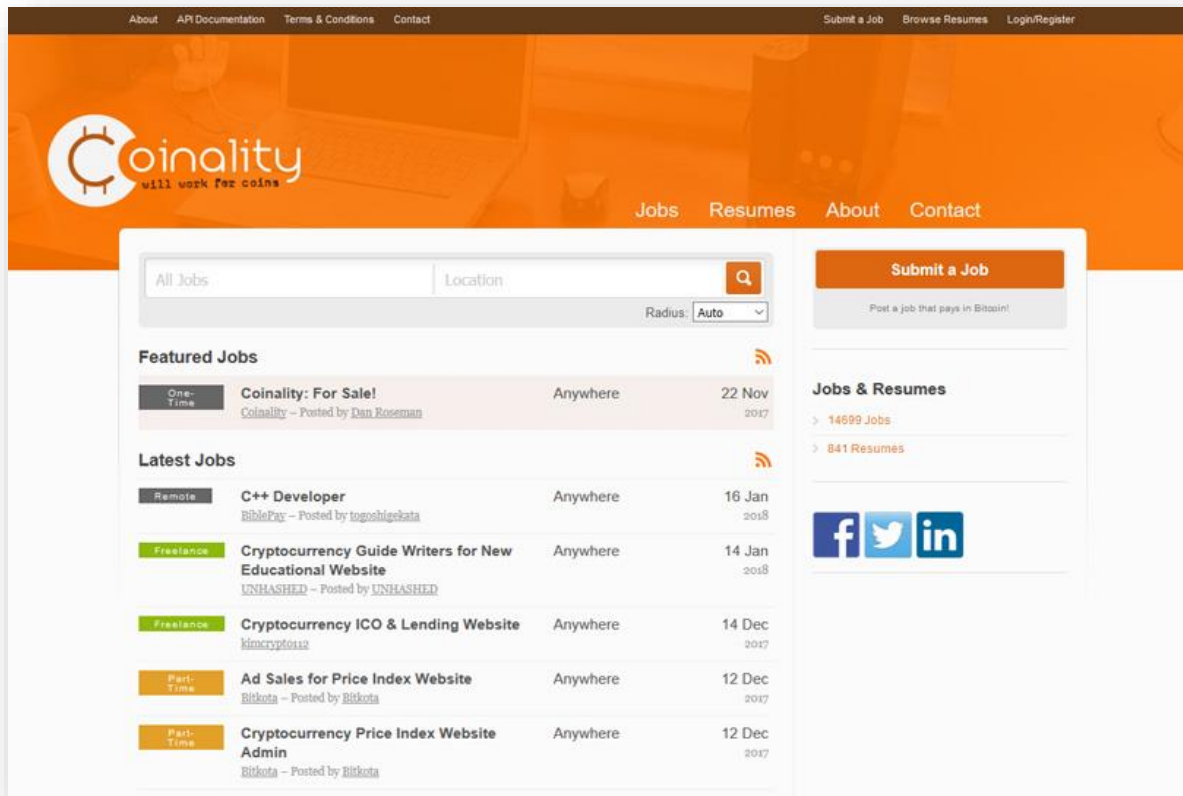 About API Documentation Terms & Conditions Contact Submit a Job Browse Resumes Login/Register
Coinality
will work for coins
Jobs Resumes About Contact
All Jobs Location
Radius: Auto
Submit a Job
Post a job that pays in Bitcoin!
Featured Jobs
One-
Time
Coinality: For Sale! Anywhere 22 Nov
Coinality – Posted by Dan Roseman 2017
Jobs & Resumes
14699 Jobs
841 Resumes
Latest Jobs
Remote C++ Developer Anywhere 16 Jan
BiblePay – Posted by togoshigekata 2018
Freelance Cryptocurrency Guide Writers for New Anywhere 14 Jan
Educational Website 2018
UNHASHED – Posted by UNHASHED
Freelance Cryptocurrency ICO & Lending Website Anywhere 14 Dec
kimcrypto112 2017
Part-
Time
Ad Sales for Price Index Website Anywhere 12 Dec
Bitkota – Posted by Bitkota 2017
Part-
Time
Cryptocurrency Price Index Website Anywhere 12 Dec
Admin 2017
Bitkota – Posted by Bitkota
f in